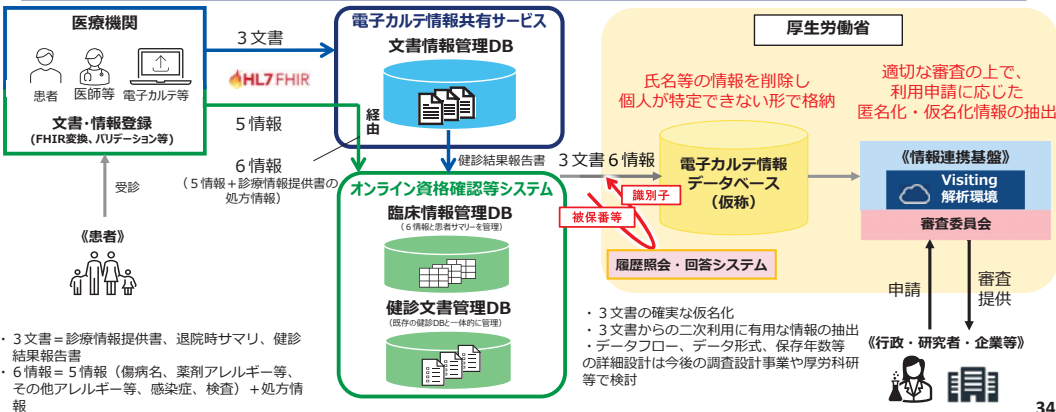 医療機関
患者
医師等
電子カルテ等
文書・情報登録
(FHIR変換、バリデーション等)
受診
《患者》
3文書
HL7 FHIR
5情報
6情報
(5情報+診療情報提供書の
処方情報)
経由
電子カルテ情報共有サービス
文書情報管理DB
健診結果報告書
オンライン資格確認等システム
臨床情報管理DB
(6情報と患者サマリーを管理)
健診文書管理DB
(既存の健診DBと一体的に管理)
3文書6情報
識別子
被保番等
履歴照会・回答システム
厚生労働省
氏名等の情報を削除し
個人が特定できない形で格納
電子カルテ情報
データベース
(仮称)
適切な審査の上で、
利用申請に応じた
匿名化・仮名化情報の抽出
《情報連携基盤》
Visiting
解析環境
審査委員会
申請
審査
提供
《行政・研究者・企業等》
・3文書の確実な仮名化
・3文書からの二次利用に有用な情報の抽出
・データフロー、データ形式、保存年数等
の詳細設計は今後の調査設計事業や厚労科研
等で検討
・3文書=診療情報提供書、退院時サマリ、健診
結果報告書
・6情報=5情報(傷病名、薬剤アレルギー等、
その他アレルギー等、感染症、検査)+処方情
報
34